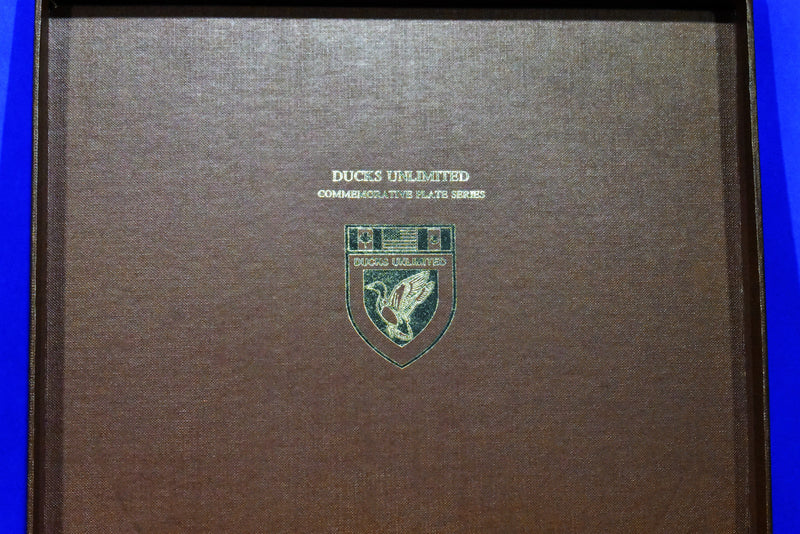 DUCKS UNLIMITED
COMMEMORATIVE PLATE SERIES
DUCKS UNLIMITED